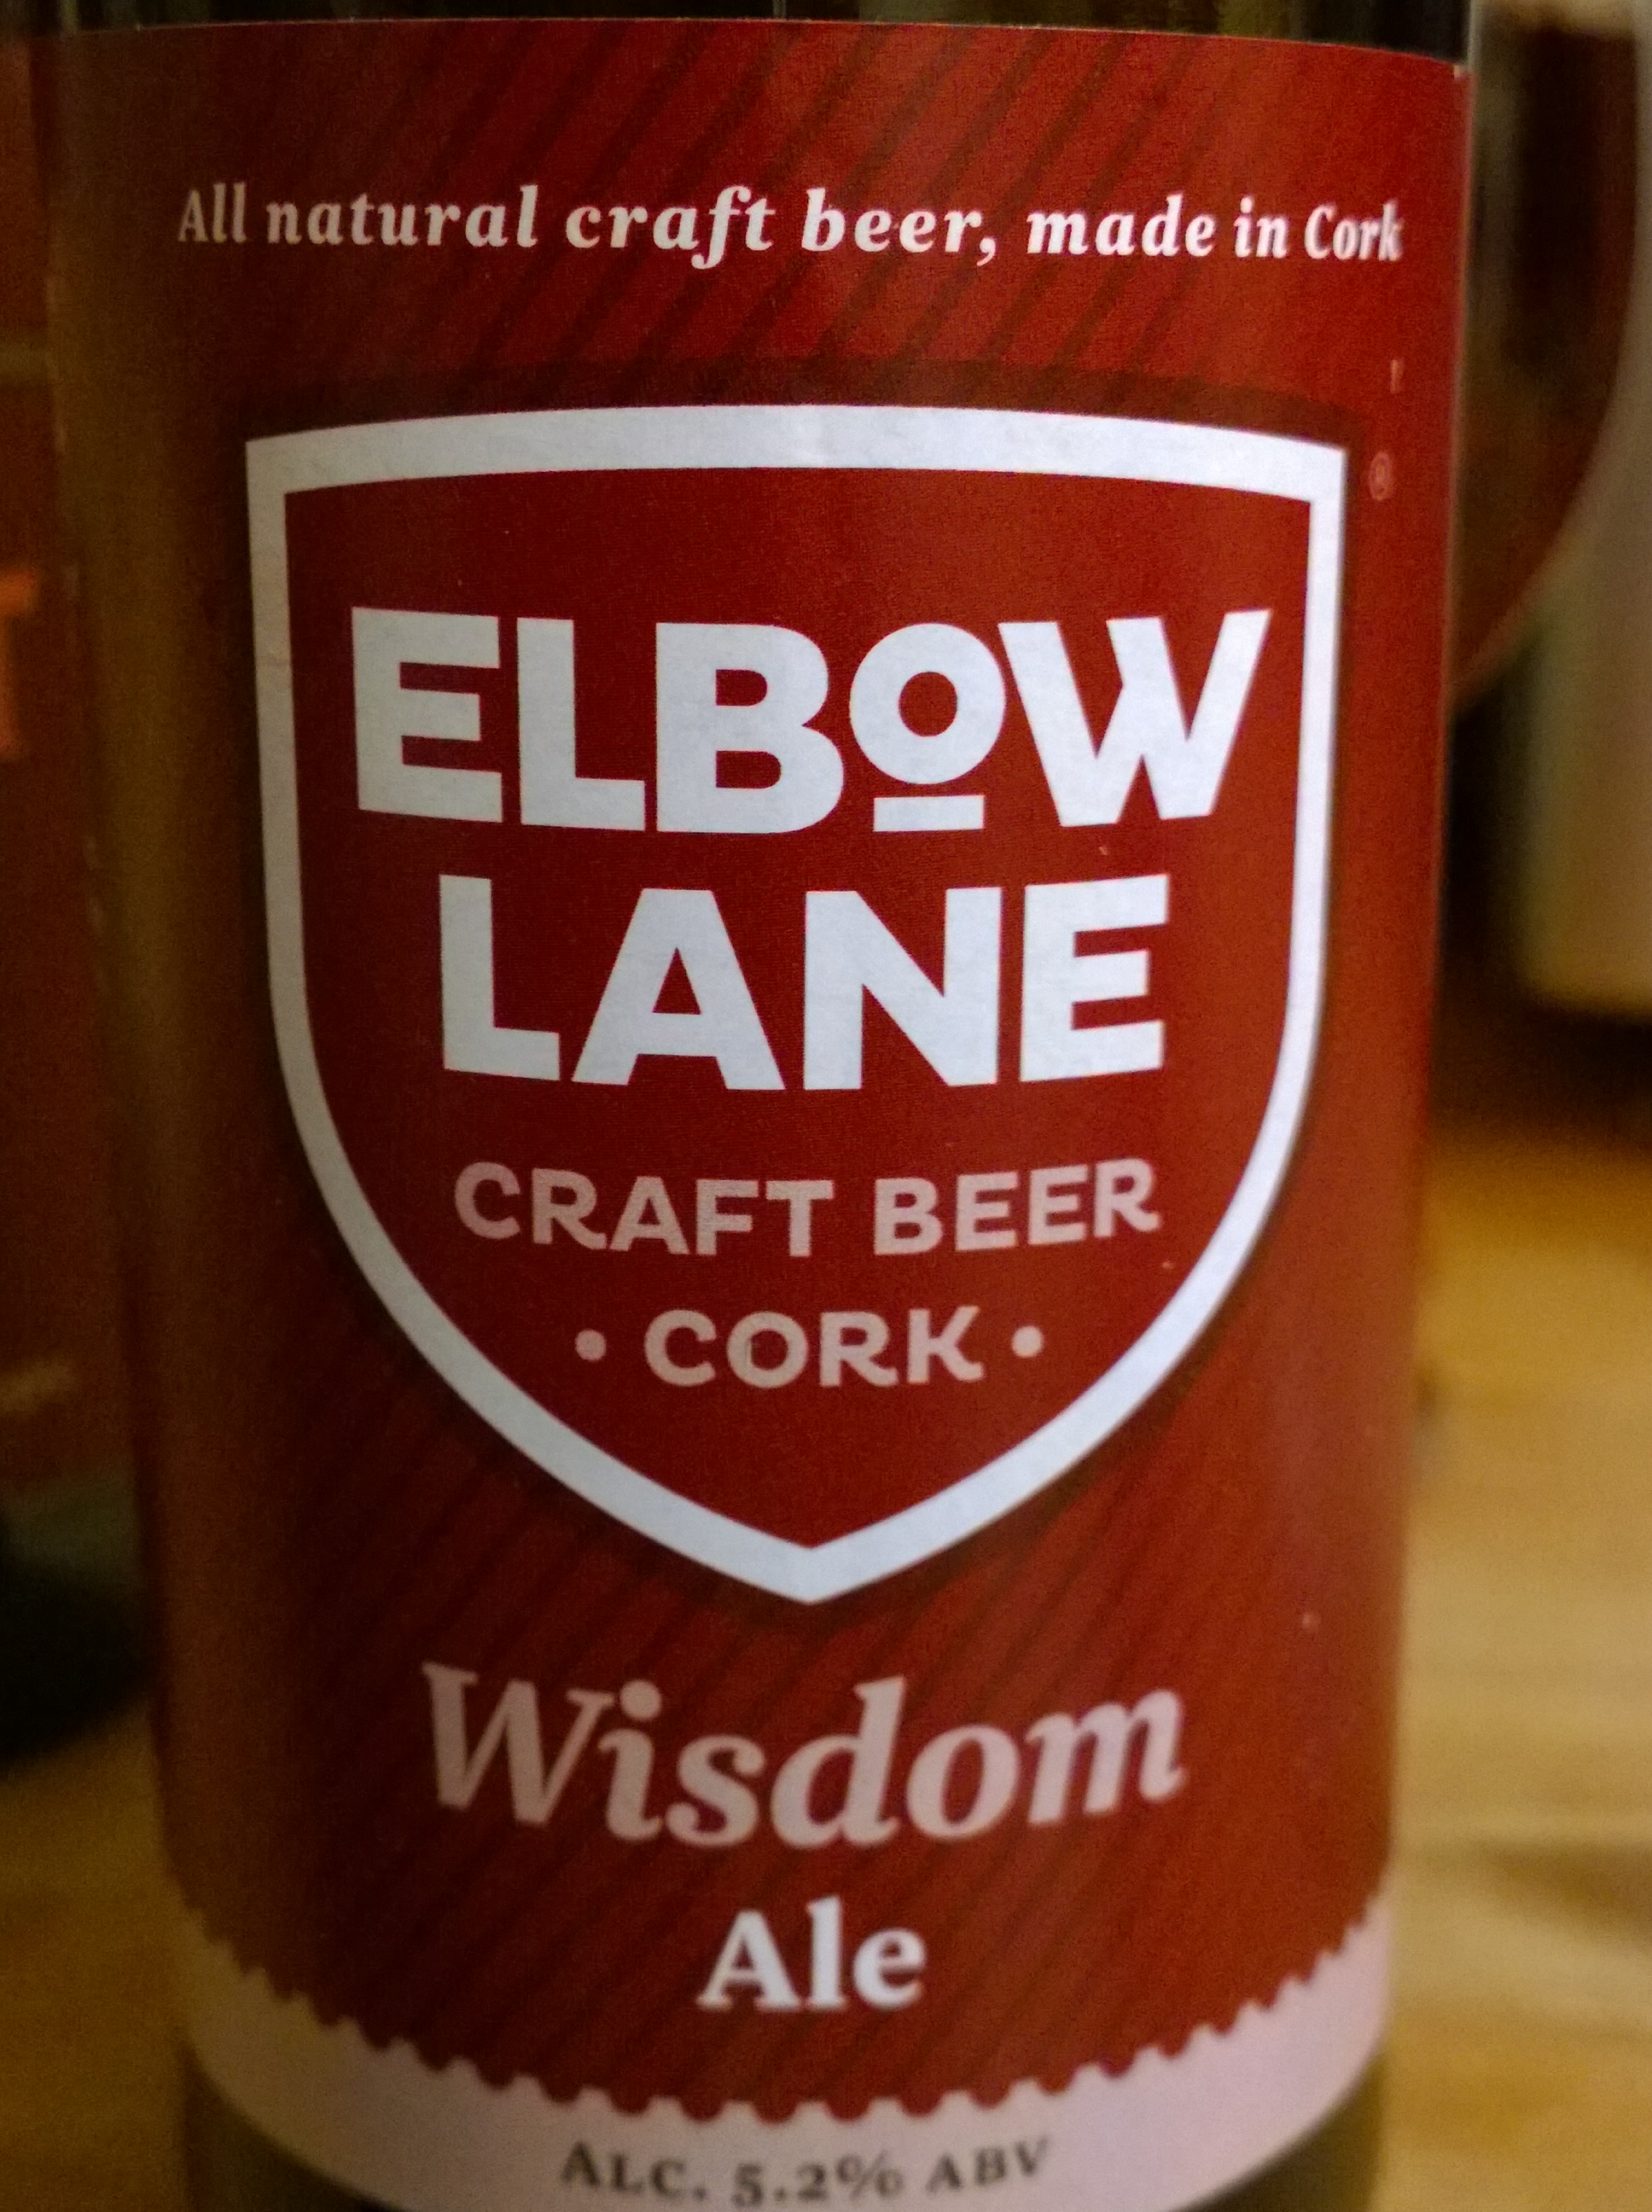 All natural craft beer, made in Cork
ELBOW
LANE
CRAFT BEER
• CORK •
Wisdom
Ale
ALC. 5.2% ABV